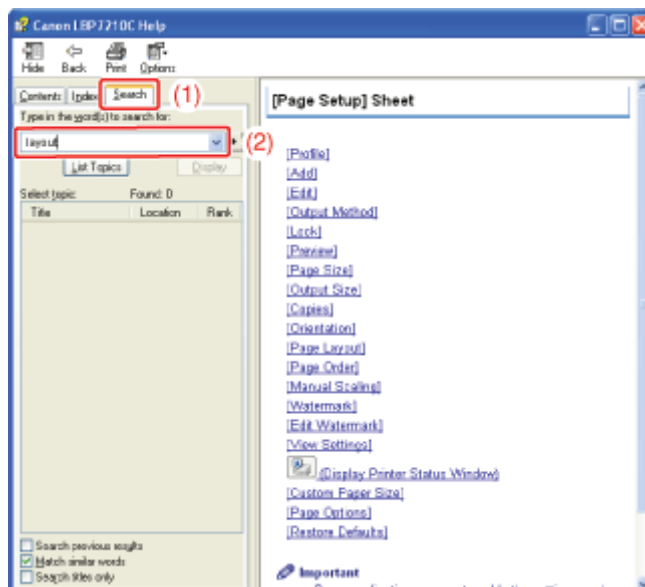 Canon LBP7210C Help
Hide Back Print Options
Contents Index Search (1)
Type in the word(s) to search for:
layout (2)
List Topics Display
Select topic: Found: 0
Title Location Rank
Search previous results
Match similar words
Search titles only
[Page Setup] Sheet
[Profile]
[Add]
[Edit]
[Output Method]
[Lock]
[Preview]
[Page Size]
[Output Size]
[Copies]
[Orientation]
[Page Layout]
[Page Order]
[Manual Scaling]
[Watermark]
[Edit Watermark]
[View Settings]
(Display Printer Status Window)
[Custom Paper Size]
[Page Options]
[Restore Defaults]
Important